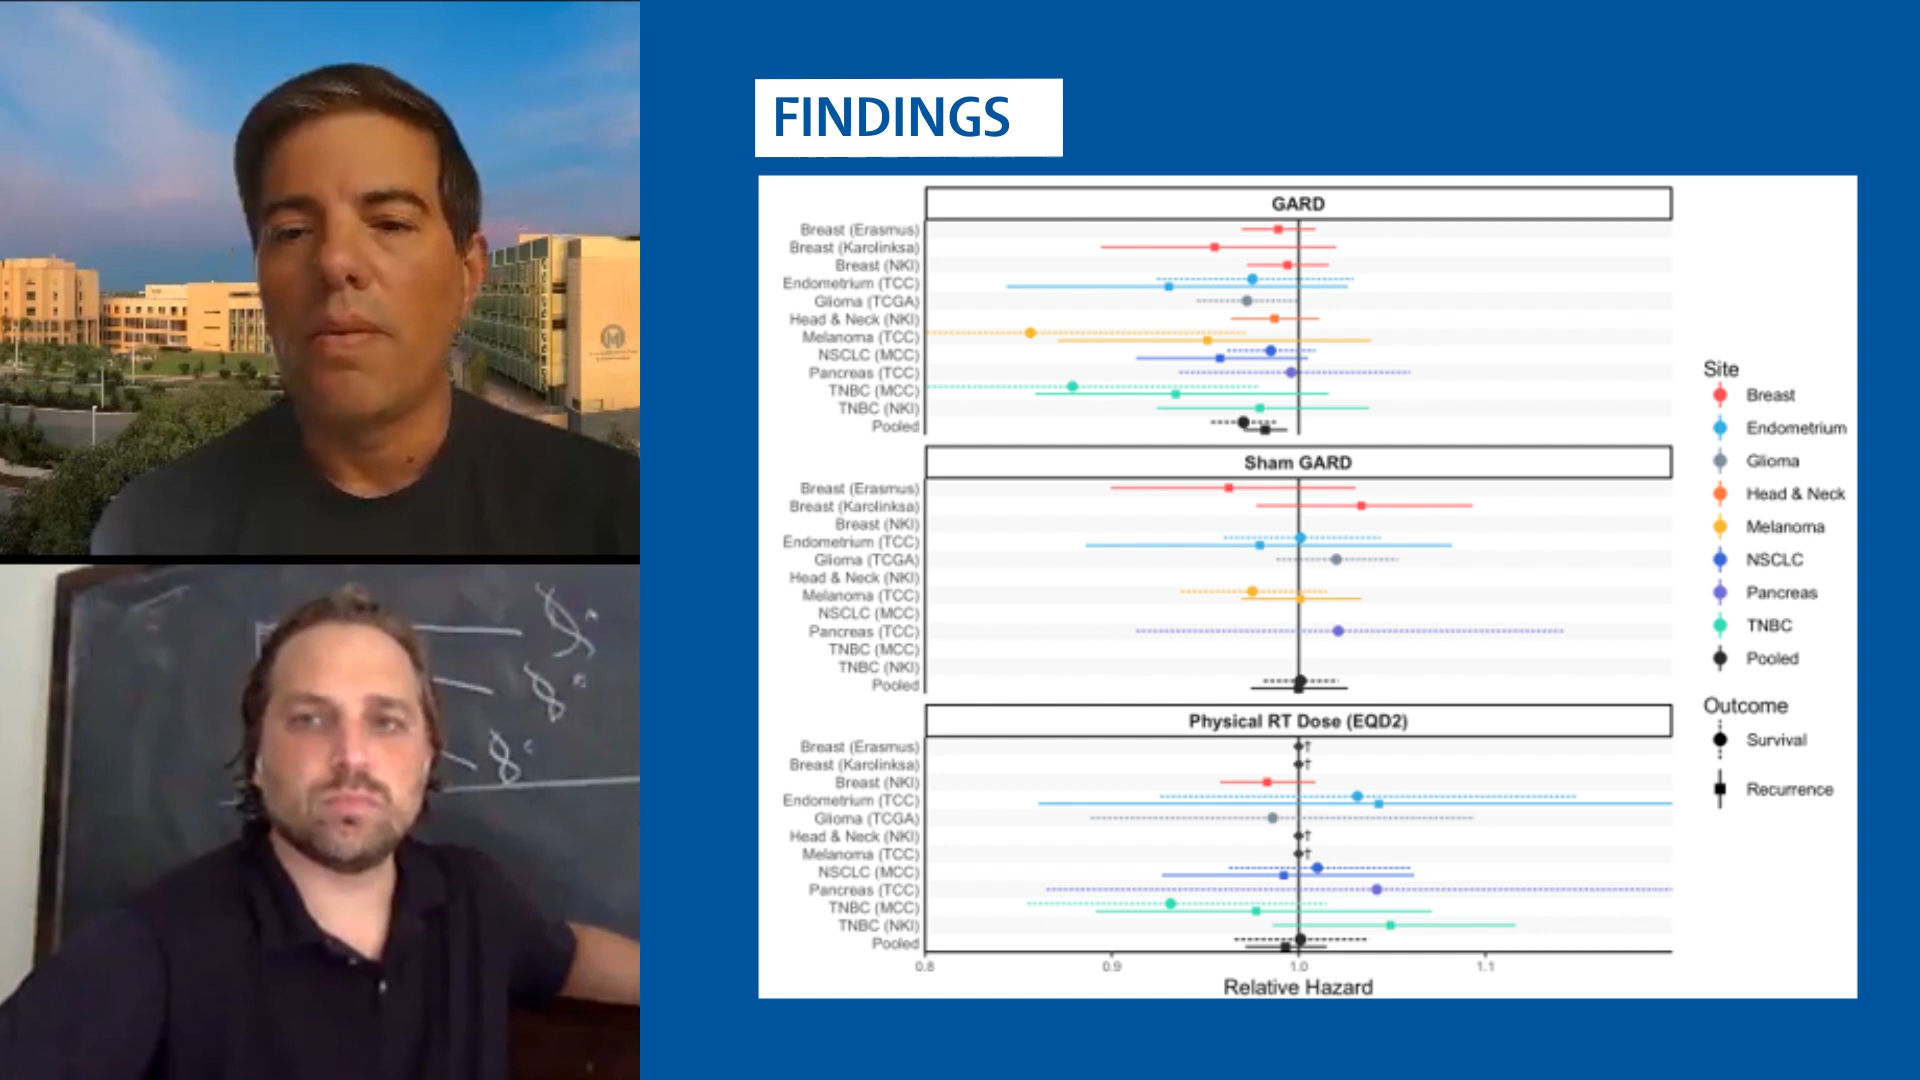 FINDINGS
GARD
Breast (Erasmus)
Breast (Karolinksa)
Breast (NKI)
Endometrium (TCC)
Glioma (TCGA)
Head & Neck (NKI)
Melanoma (TCC)
NSCLC (MCC)
Pancreas (TCC)
TNBC (MCC)
TNBC (NKI)
Pooled
Sham GARD
Breast (Erasmus)
Breast (Karolinksa)
Breast (NKI)
Endometrium (TCC)
Glioma (TCGA)
Head & Neck (NKI)
Melanoma (TCC)
NSCLC (MCC)
Pancreas (TCC)
TNBC (MCC)
TNBC (NKI)
Pooled
Physical RT Dose (EQD2)
Breast (Erasmus) †
Breast (Karolinksa) †
Breast (NKI)
Endometrium (TCC)
Glioma (TCGA)
Head & Neck (NKI) †
Melanoma (TCC) †
NSCLC (MCC)
Pancreas (TCC)
TNBC (MCC)
TNBC (NKI)
Pooled
0.8 0.9 1.0 1.1
Relative Hazard
Site
Breast
Endometrium
Glioma
Head & Neck
Melanoma
NSCLC
Pancreas
TNBC
Pooled
Outcome
Survival
Recurrence